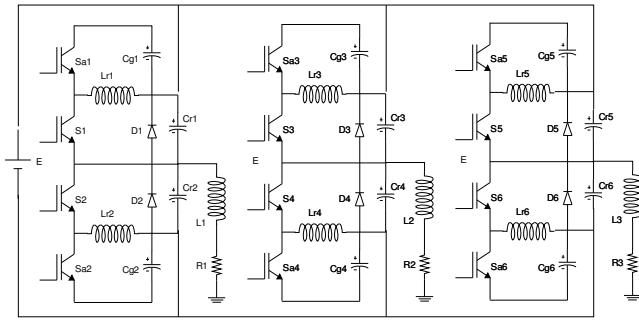 Sa1
Cg1
Lr1
S1
D1
Cr1
E
S2
D2
Cr2
L1
Lr2
Sa2
Cg2
R1
Sa3
Cg3
Lr3
S3
D3
Cr3
E
S4
D4
Cr4
L2
Lr4
Sa4
Cg4
R2
Sa5
Cg5
Lr5
S5
D5
Cr5
E
S6
D6
Cr6
L3
Lr6
Sa6
Cg6
R3